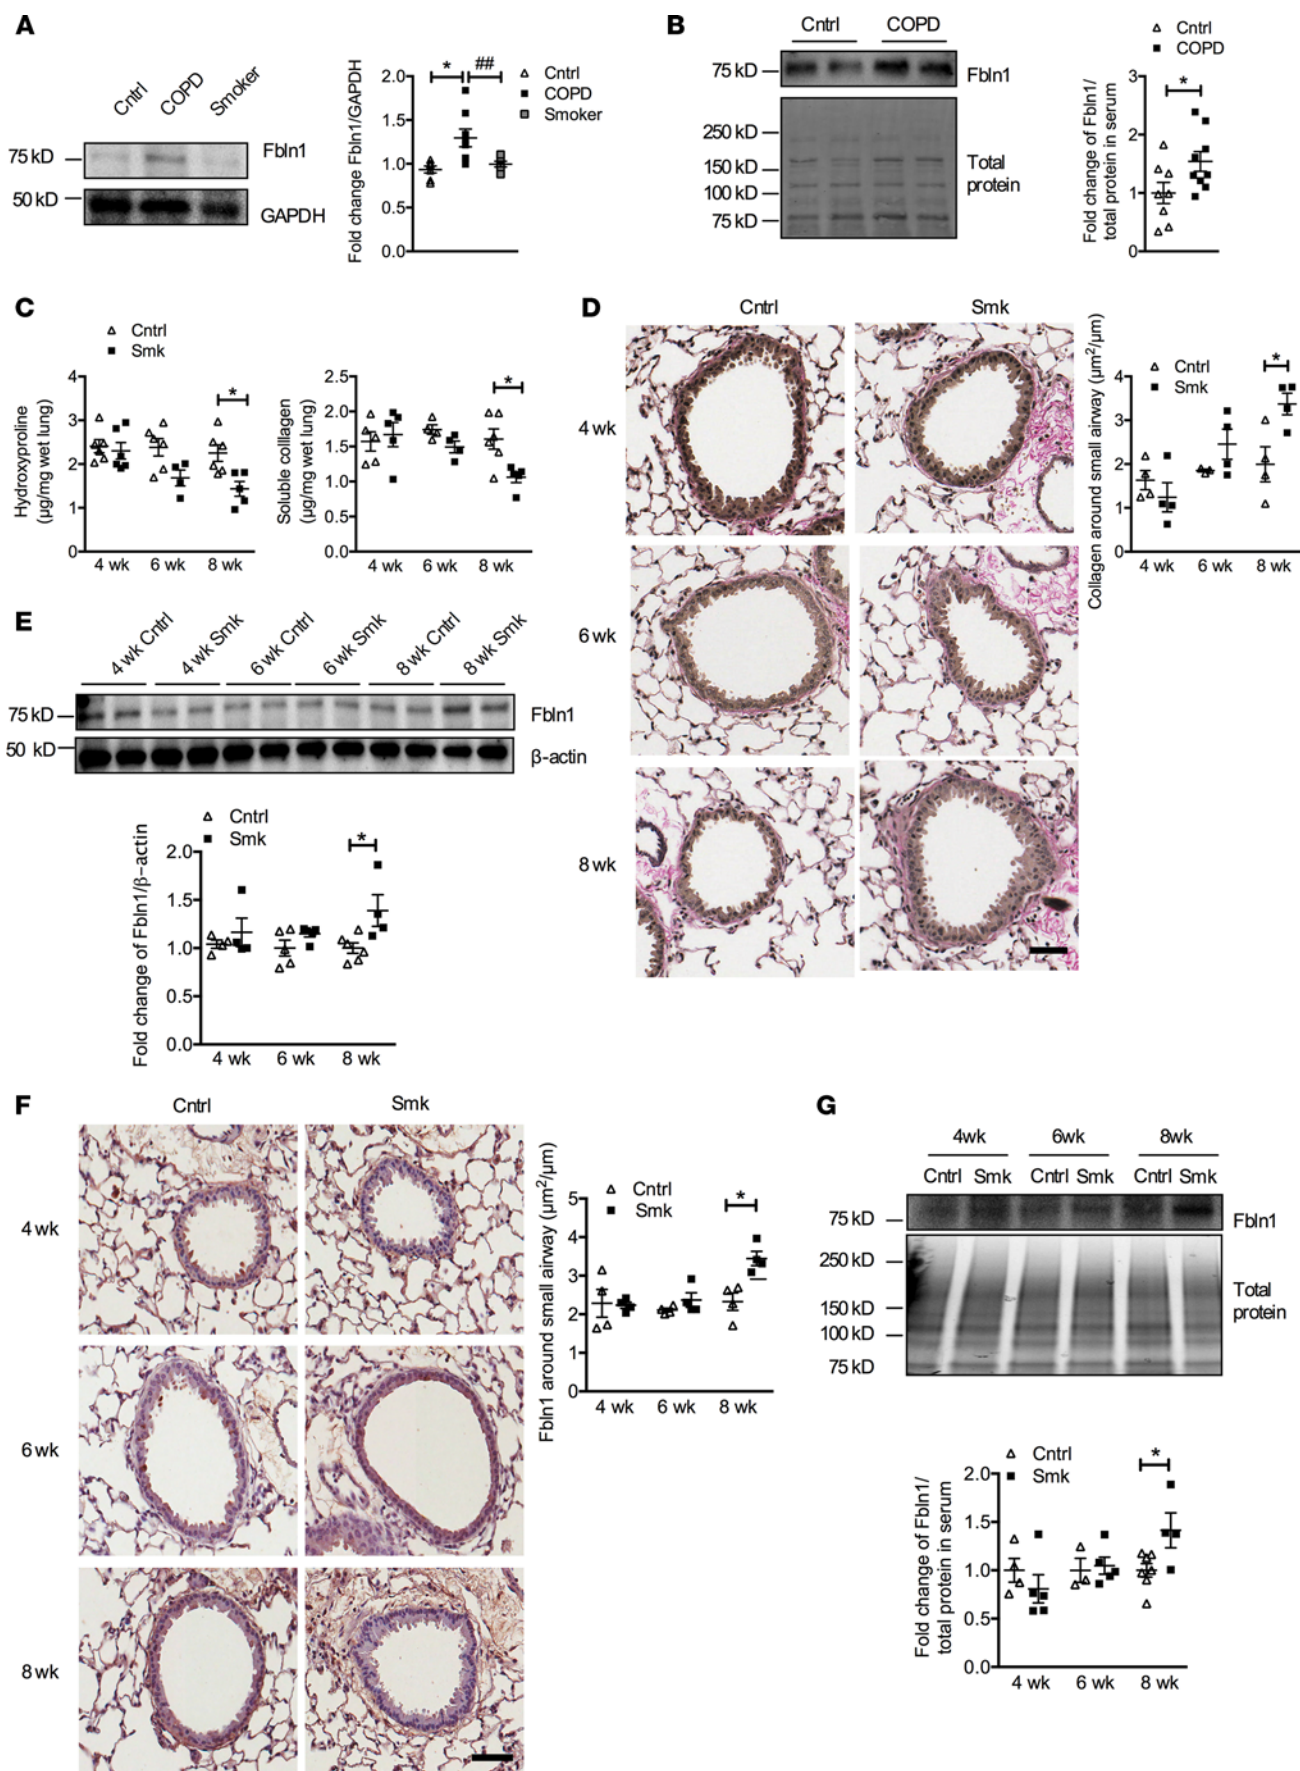 A
Cntrl
COPD
Smoker
75 kD
Fbln1
50 kD
GAPDH
Fold change Fbln1/GAPDH
2.0
1.5
1.0
0.5
0.0
*
##
Cntrl
COPD
Smoker
B
Cntrl
COPD
75 kD
Fbln1
250 kD
150 kD
100 kD
75 kD
Total
protein
Cntrl
COPD
Fold change of Fbln1/
total protein in serum
3
2
1
0
*
C
Cntrl
Smk
Hydroxyproline
(µg/mg wet lung)
4
3
2
1
0
*
4 wk
6 wk
8 wk
Soluble collagen
(µg/mg wet lung)
2.5
2.0
1.5
1.0
0.5
0.0
*
4 wk
6 wk
8 wk
D
Cntrl
Smk
4 wk
6 wk
8 wk
Cntrl
Smk
Collagen around small airway (µm²/µm)
4
3
2
1
0
*
4 wk
6 wk
8 wk
E
4 wk Cntrl
4 wk Smk
6 wk Cntrl
6 wk Smk
8 wk Cntrl
8 wk Smk
75 kD
Fbln1
50 kD
β-actin
Cntrl
Smk
Fold change of Fbln1/β-actin
2.0
1.5
1.0
0.5
0.0
*
4 wk
6 wk
8 wk
F
Cntrl
Smk
4 wk
6 wk
8 wk
Cntrl
Smk
Fbln1 around small airway (µm²/µm)
5
4
3
2
1
0
*
4 wk
6 wk
8 wk
G
4wk
6wk
8wk
Cntrl Smk Cntrl Smk Cntrl Smk
75 kD
Fbln1
250 kD
150 kD
100 kD
75 kD
Total
protein
Cntrl
Smk
Fold change of Fbln1/
total protein in serum
2.0
1.5
1.0
0.5
0.0
*
4 wk
6 wk
8 wk